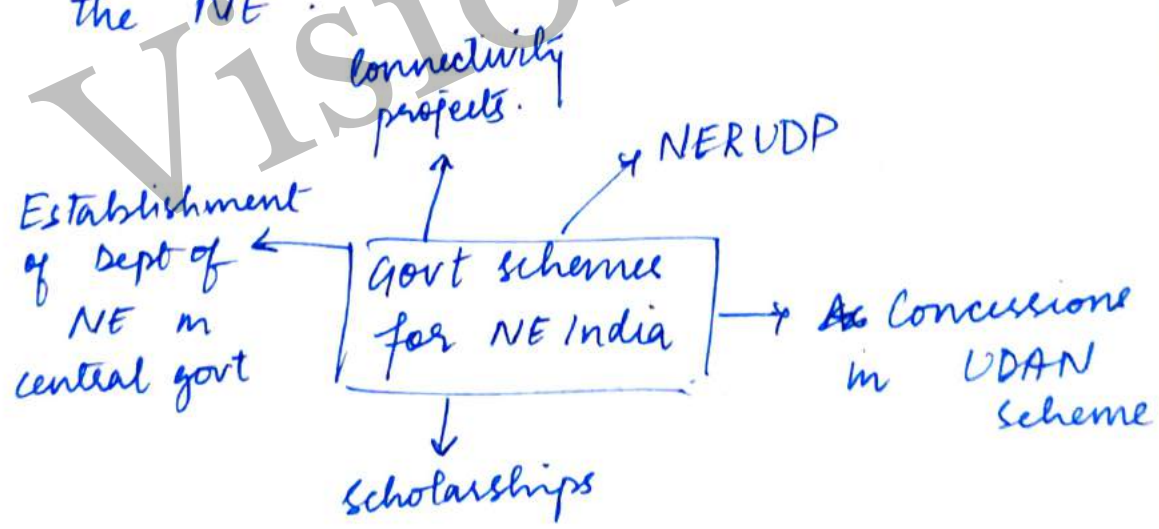 the NE.
Connectivity
projects.
NERUDP
Establishment
of Dept of
NE in
central govt
Govt schemes
for NE India
Concessions
in UDAN
scheme
Scholarships
Vision